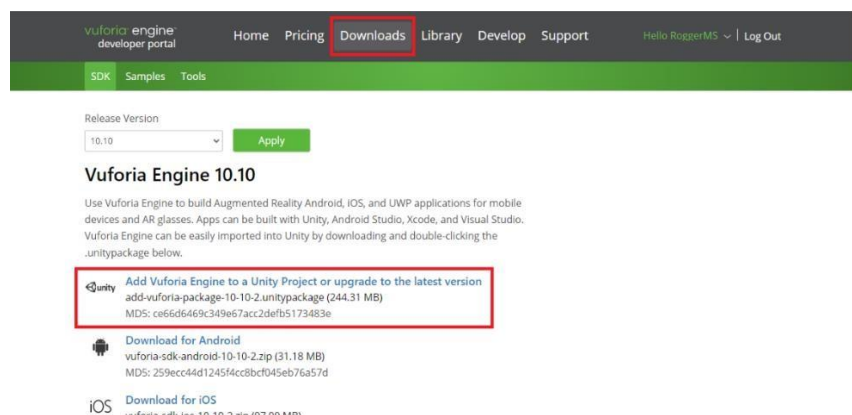 vuforia engine™
developer portal
Home Pricing Downloads Library Develop Support
Hello RoggerMS | Log Out
SDK Samples Tools
Release Version
10.10
Apply
Vuforia Engine 10.10
Use Vuforia Engine to build Augmented Reality Android, iOS, and UWP applications for mobile
devices and AR glasses. Apps can be built with Unity, Android Studio, Xcode, and Visual Studio.
Vuforia Engine can be easily imported into Unity by downloading and double-clicking the
.unitypackage below.
unity
Add Vuforia Engine to a Unity Project or upgrade to the latest version
add-vuforia-package-10-10-2.unitypackage (244.31 MB)
MD5: ce66d6469c349e67acc2defb5173483e
Download for Android
vuforia-sdk-android-10-10-2.zip (31.18 MB)
MD5: 259ecc44d1245f4cc8bcf045eb76a57d
iOS
Download for iOS